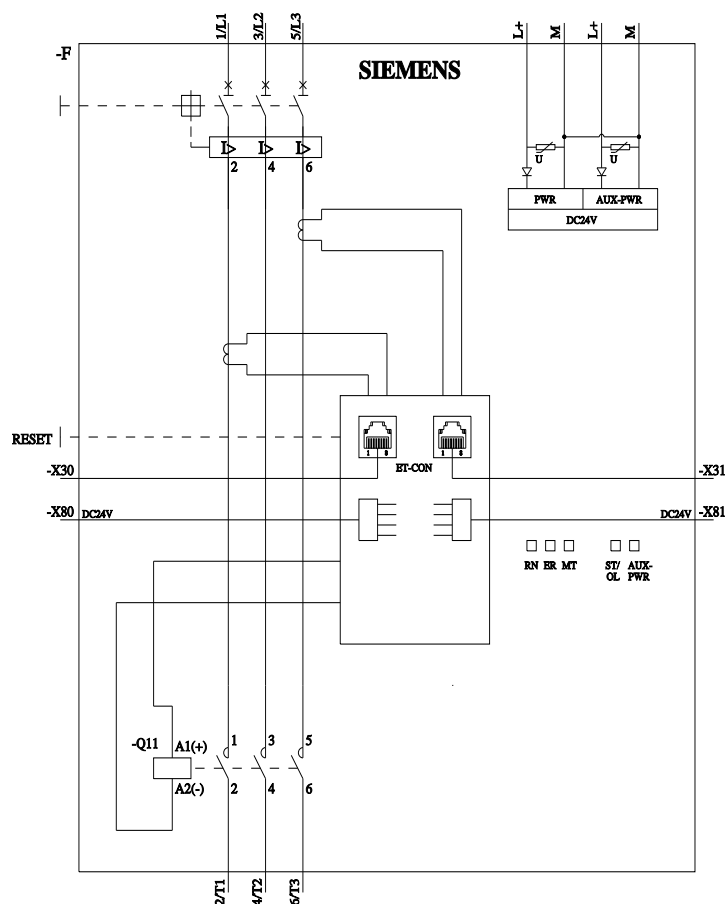 1/L1 3/L2 5/L3 L+ M L+ M
-F
SIEMENS
I> I> I>
2 4 6
U U
PWR AUX-PWR
DC24V
RESET
1 8 1 8
ET-CON
-X30 -X31
-X80 DC24V DC24V -X81
RN ER MT ST/OL AUX-PWR
-Q11 A1(+) 1 3 5
A2(-) 2 4 6
2/T1 4/T2 6/T3